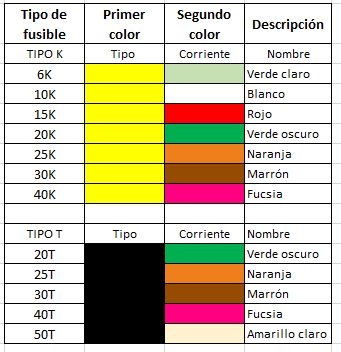 Tipo de fusible Primer color Segundo color Descripción
TIPO K Tipo Corriente Nombre
6K Verde claro
10K Blanco
15K Rojo
20K Verde oscuro
25K Naranja
30K Marrón
40K Fucsia
TIPO T Tipo Corriente Nombre
20T Verde oscuro
25T Naranja
30T Marrón
40T Fucsia
50T Amarillo claro